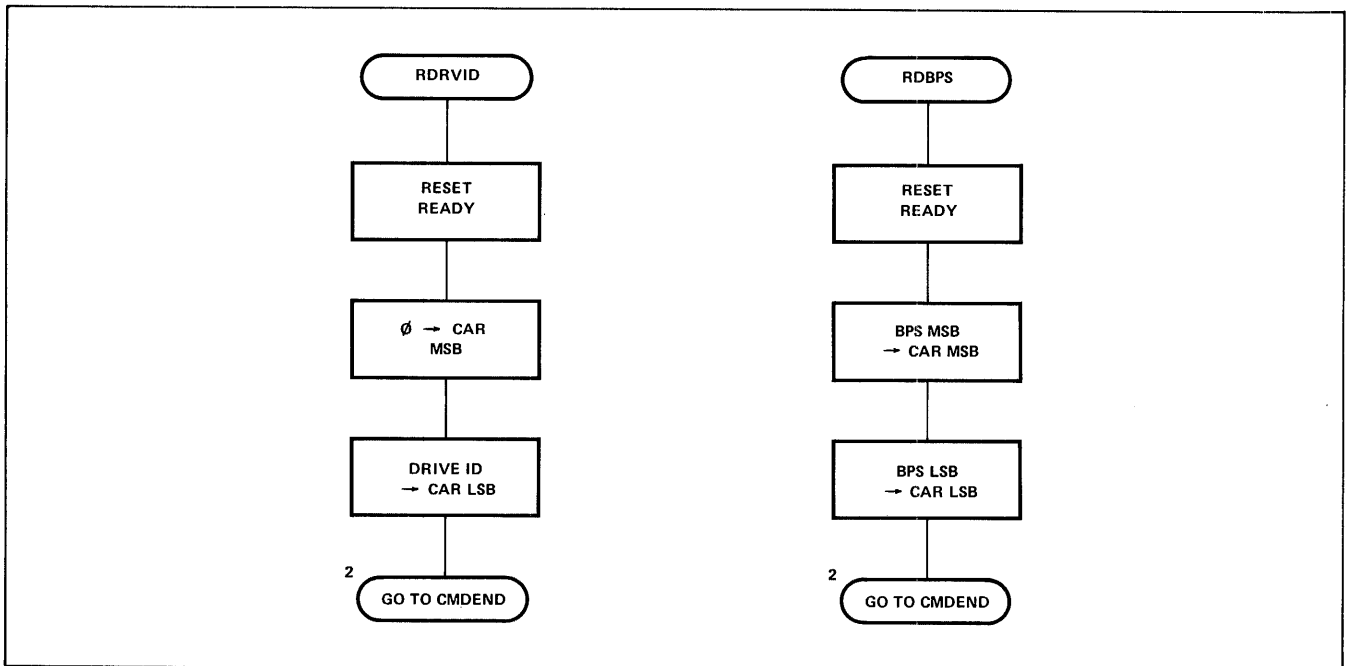 RDRVID
RESET
READY
Ø → CAR
MSB
DRIVE ID
→ CAR LSB
2
GO TO CMDEND
RDBPS
RESET
READY
BPS MSB
→ CAR MSB
BPS LSB
→ CAR LSB
2
GO TO CMDEND